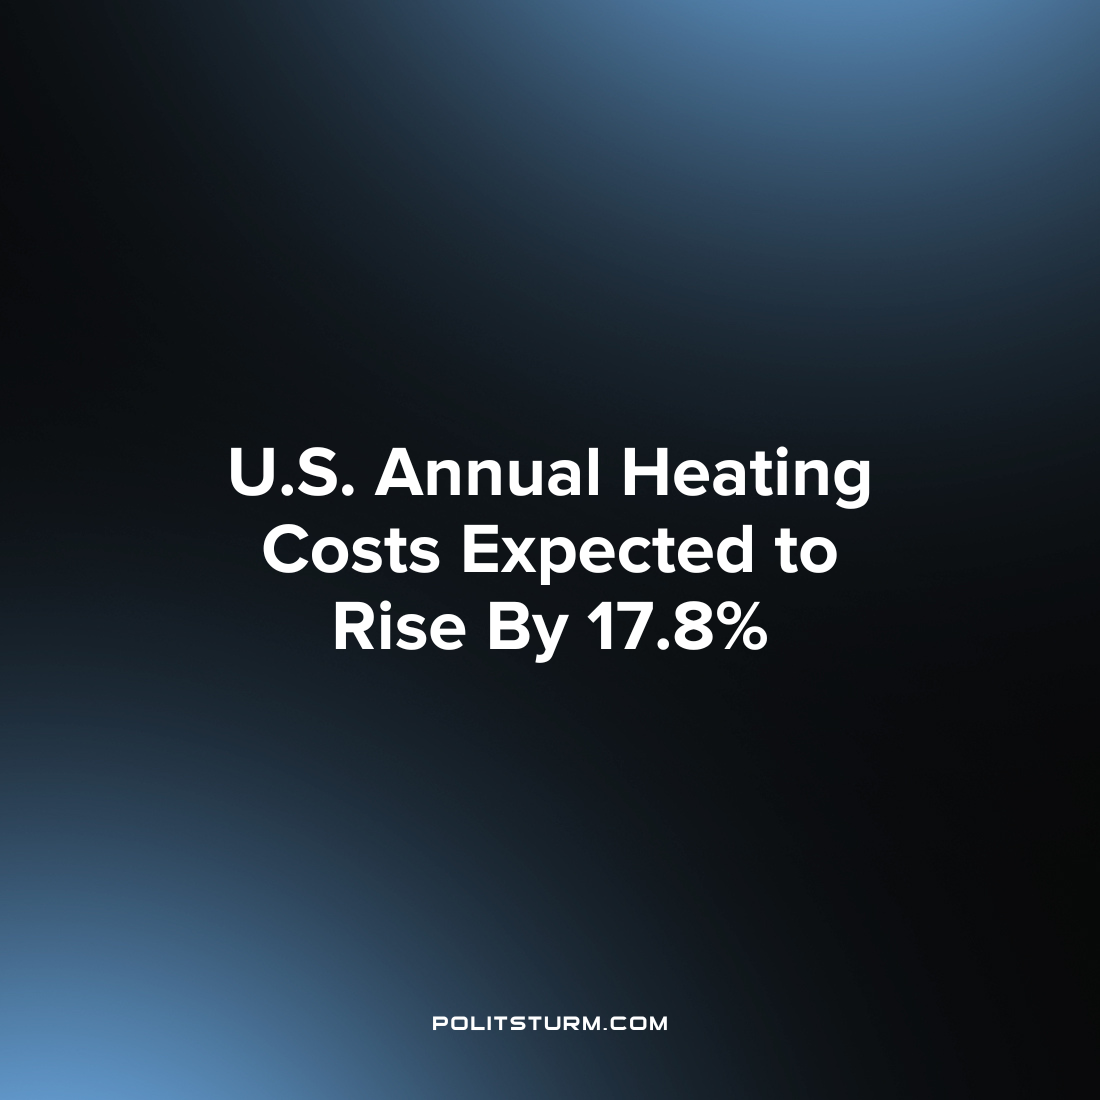 U.S. Annual Heating
Costs Expected to
Rise By 17.8%
POLITSTURM.COM